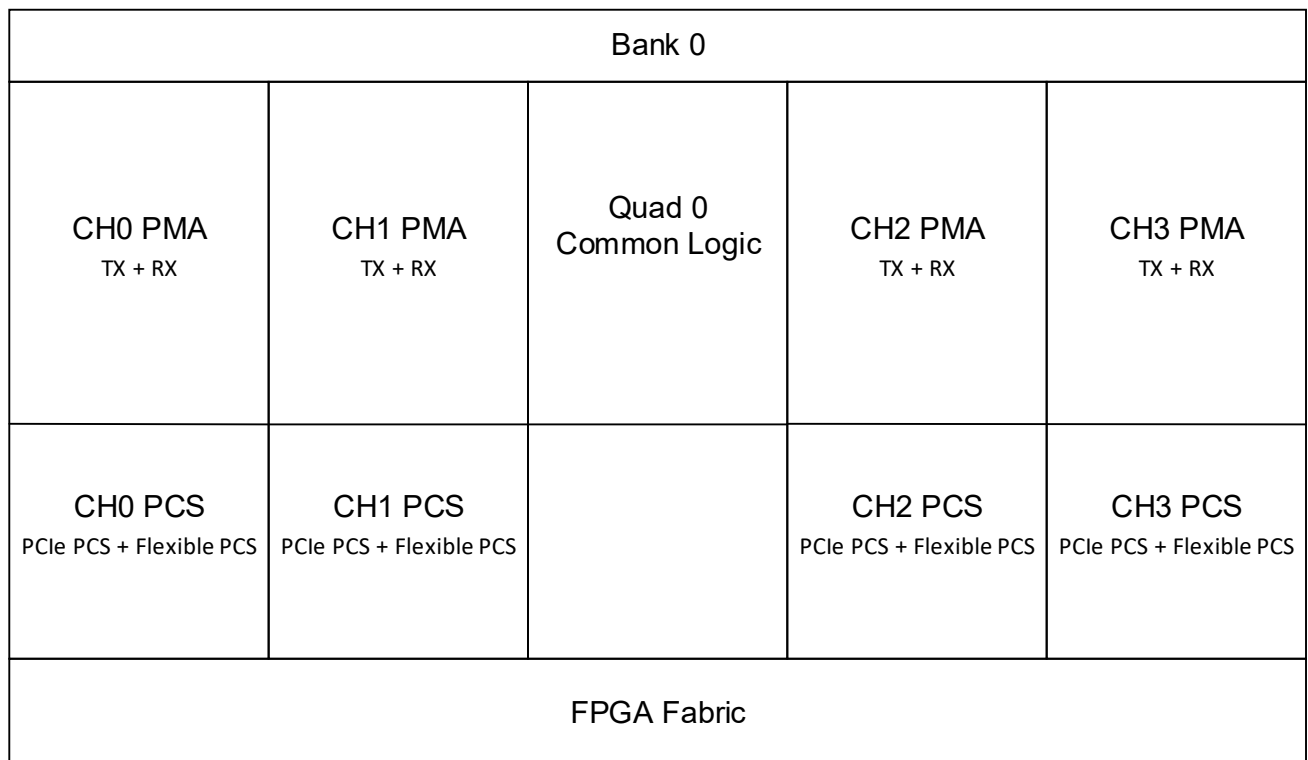 Bank 0
CH0 PMA
TX + RX
CH1 PMA
TX + RX
Quad 0
Common Logic
CH2 PMA
TX + RX
CH3 PMA
TX + RX
CH0 PCS
PCIe PCS + Flexible PCS
CH1 PCS
PCIe PCS + Flexible PCS
CH2 PCS
PCIe PCS + Flexible PCS
CH3 PCS
PCIe PCS + Flexible PCS
FPGA Fabric